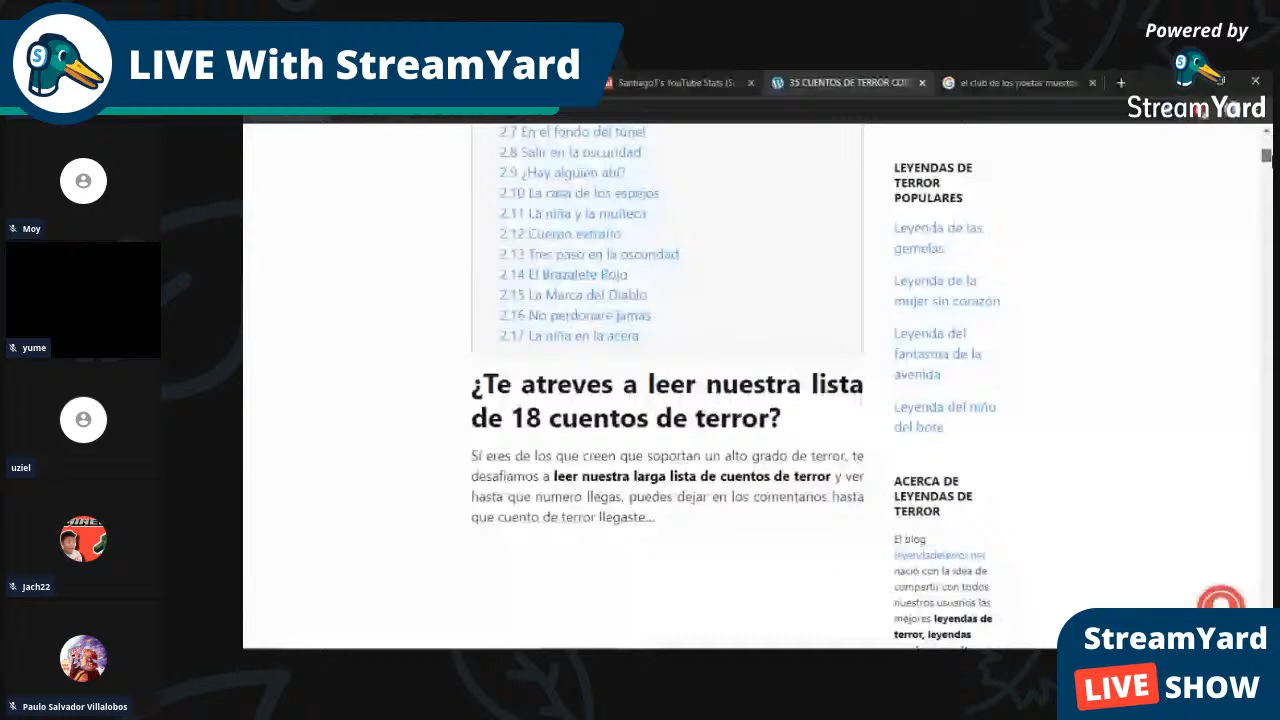 LIVE With StreamYard
Powered by
StreamYard
SantiagoT's YouTube Stats (S
35 CUENTOS DE TERROR COR
el club de los poetas muertos
Moy
yume
uziel
Jach22
Paulo Salvador Villalobos
2.7 En el fondo del túnel
2.8 Salir en la oscuridad
2.9 ¿Hay alguien ahí?
2.10 La casa de los espejos
2.11 La niña y la muñeca
2.12 Cuerpo extraño
2.13 Tres paso en la oscuridad
2.14 El Brazalete Rojo
2.15 La Marca del Diablo
2.16 No perdonare jamas
2.17 La niña en la acera
¿Te atreves a leer nuestra lista
de 18 cuentos de terror?
Sí eres de los que creen que soportan un alto grado de terror, te
desafiamos a leer nuestra larga lista de cuentos de terror y ver
hasta que numero llegas, puedes dejar en los comentarios hasta
que cuento de terror llegaste...
LEYENDAS DE
TERROR
POPULARES
Leyenda de las
gemelas
Leyenda de la
mujer sin corazón
Leyenda del
fantasma de la
avenida
Leyenda del niño
del bote
ACERCA DE
LEYENDAS DE
TERROR
El blog
nació con la idea de
compartir con todos
nuestros usuarios las
mejores leyendas de
terror, leyendas
StreamYard
LIVE SHOW